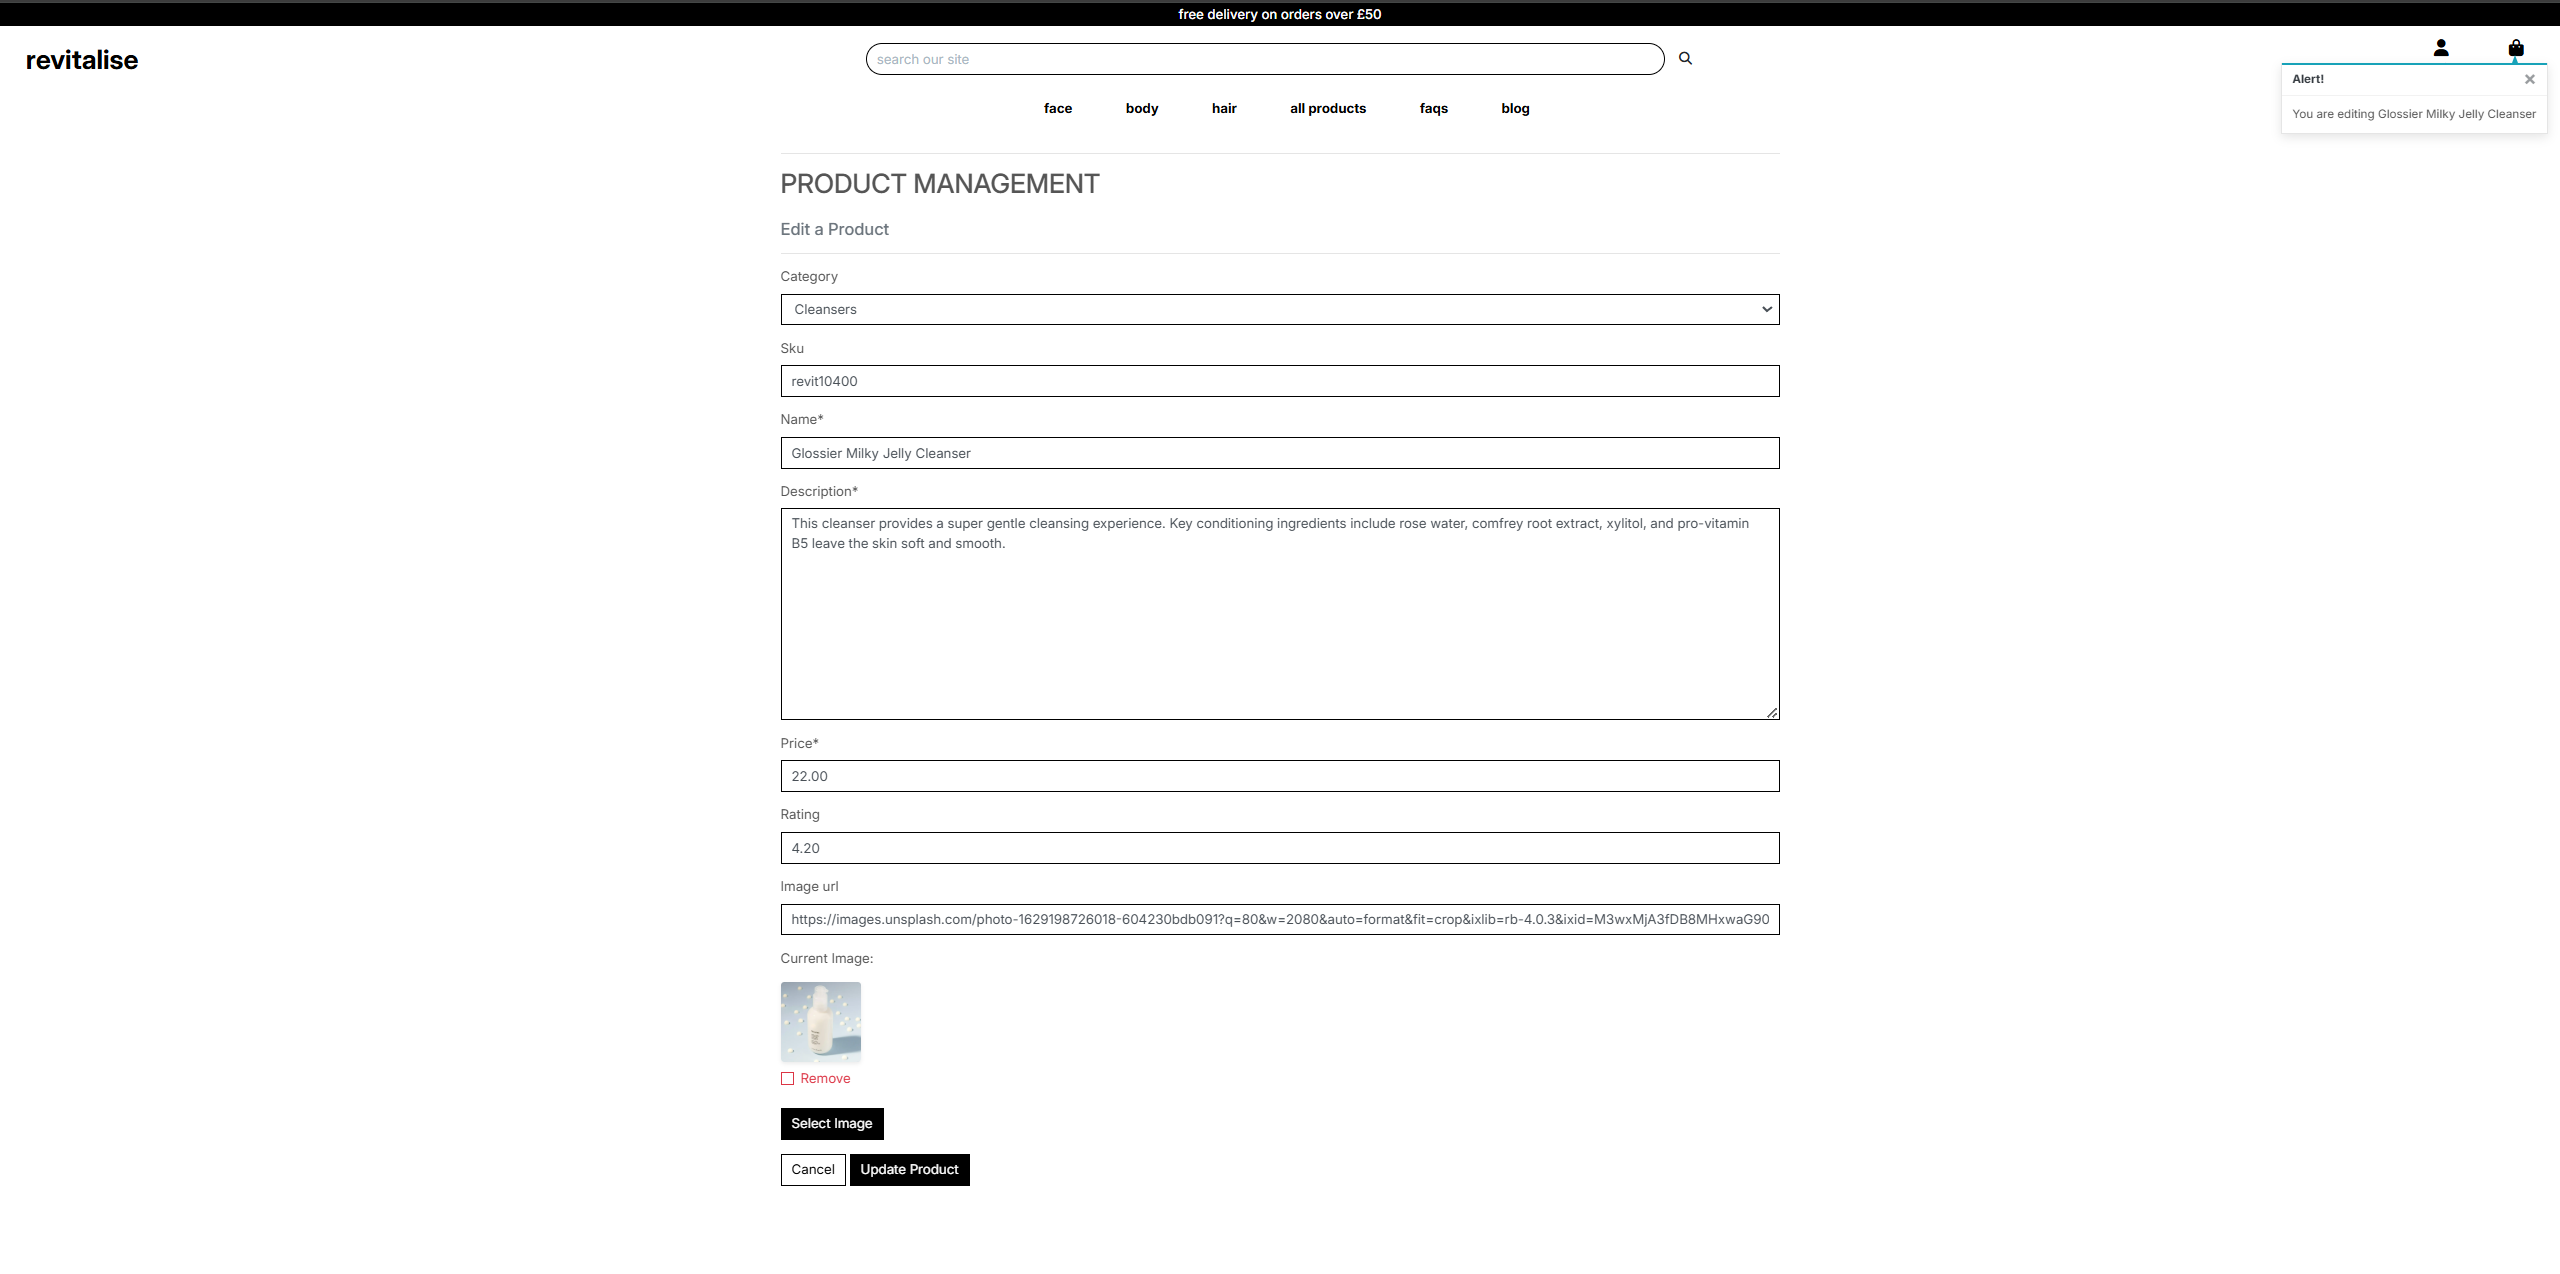 free delivery on orders over £50
revitalise
search our site
face body hair all products faqs blog
Alert!
You are editing Glossier Milky Jelly Cleanser
PRODUCT MANAGEMENT
Edit a Product
Category
Cleansers
Sku
revit10400
Name*
Glossier Milky Jelly Cleanser
Description*
This cleanser provides a super gentle cleansing experience. Key conditioning ingredients include rose water, comfrey root extract, xylitol, and pro-vitamin
B5 leave the skin soft and smooth.
Price*
22.00
Rating
4.20
Image url
https://images.unsplash.com/photo-1629198726018-604230bdb091?q=80&w=2080&auto=format&fit=crop&ixlib=rb-4.0.3&ixid=M3wxMjA3fDB8MHxwaG90
Current Image:
Remove
Select Image
Cancel Update Product